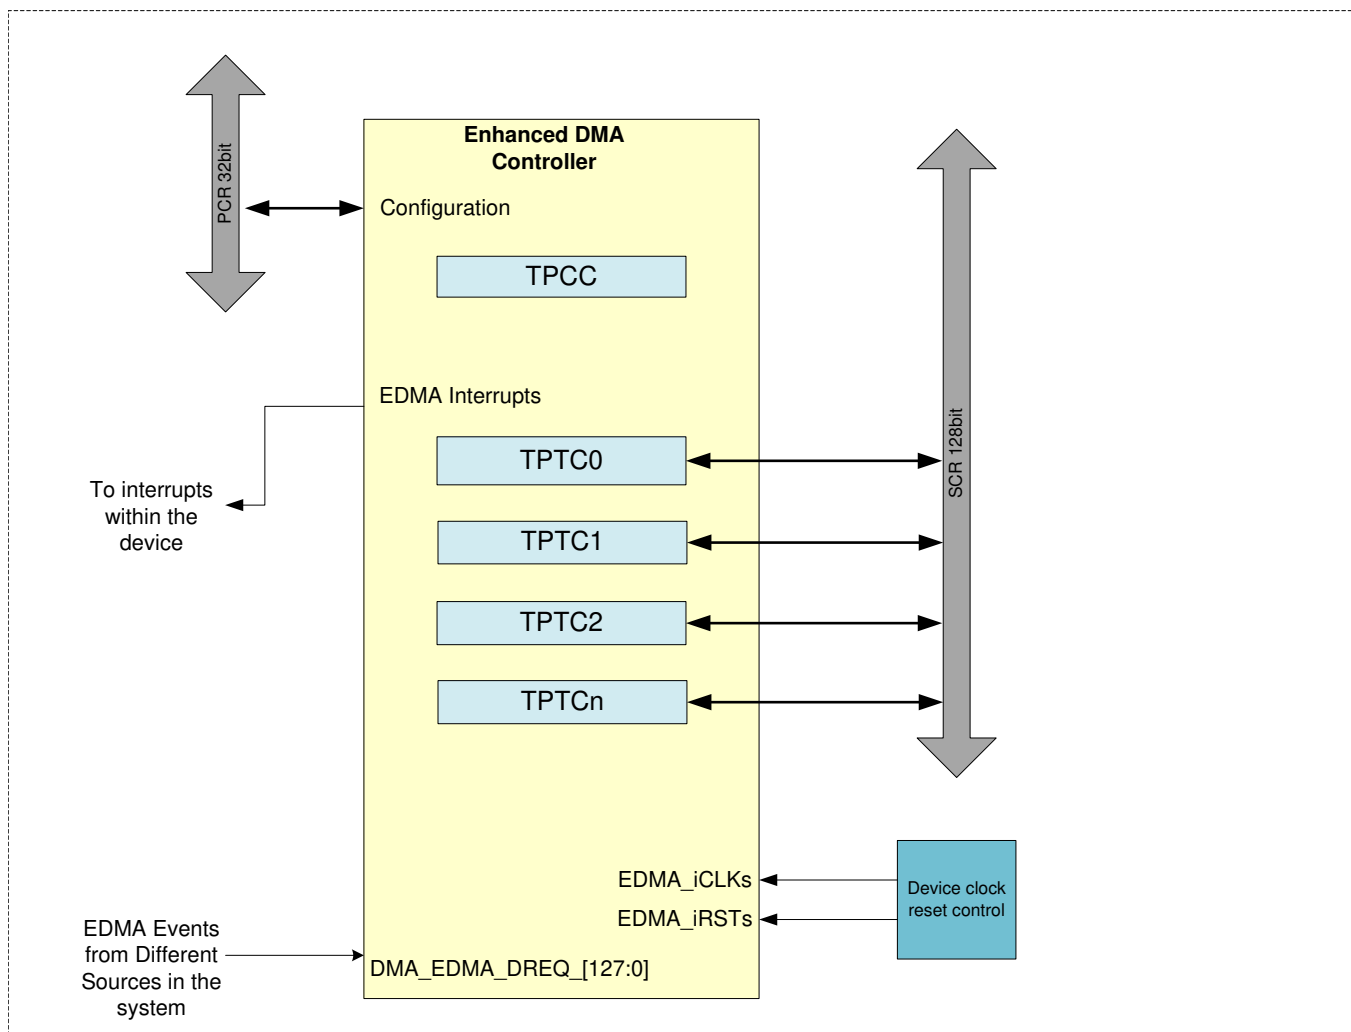 Enhanced DMA
Controller
PCR 32bit
Configuration
TPCC
EDMA Interrupts
TPTC0
SCR 128bit
To interrupts
within the
device
TPTC1
TPTC2
TPTCn
EDMA_iCLKs
EDMA_iRSTs
Device clock
reset control
EDMA Events
from Different
Sources in the
system
DMA_EDMA_DREQ_[127:0]